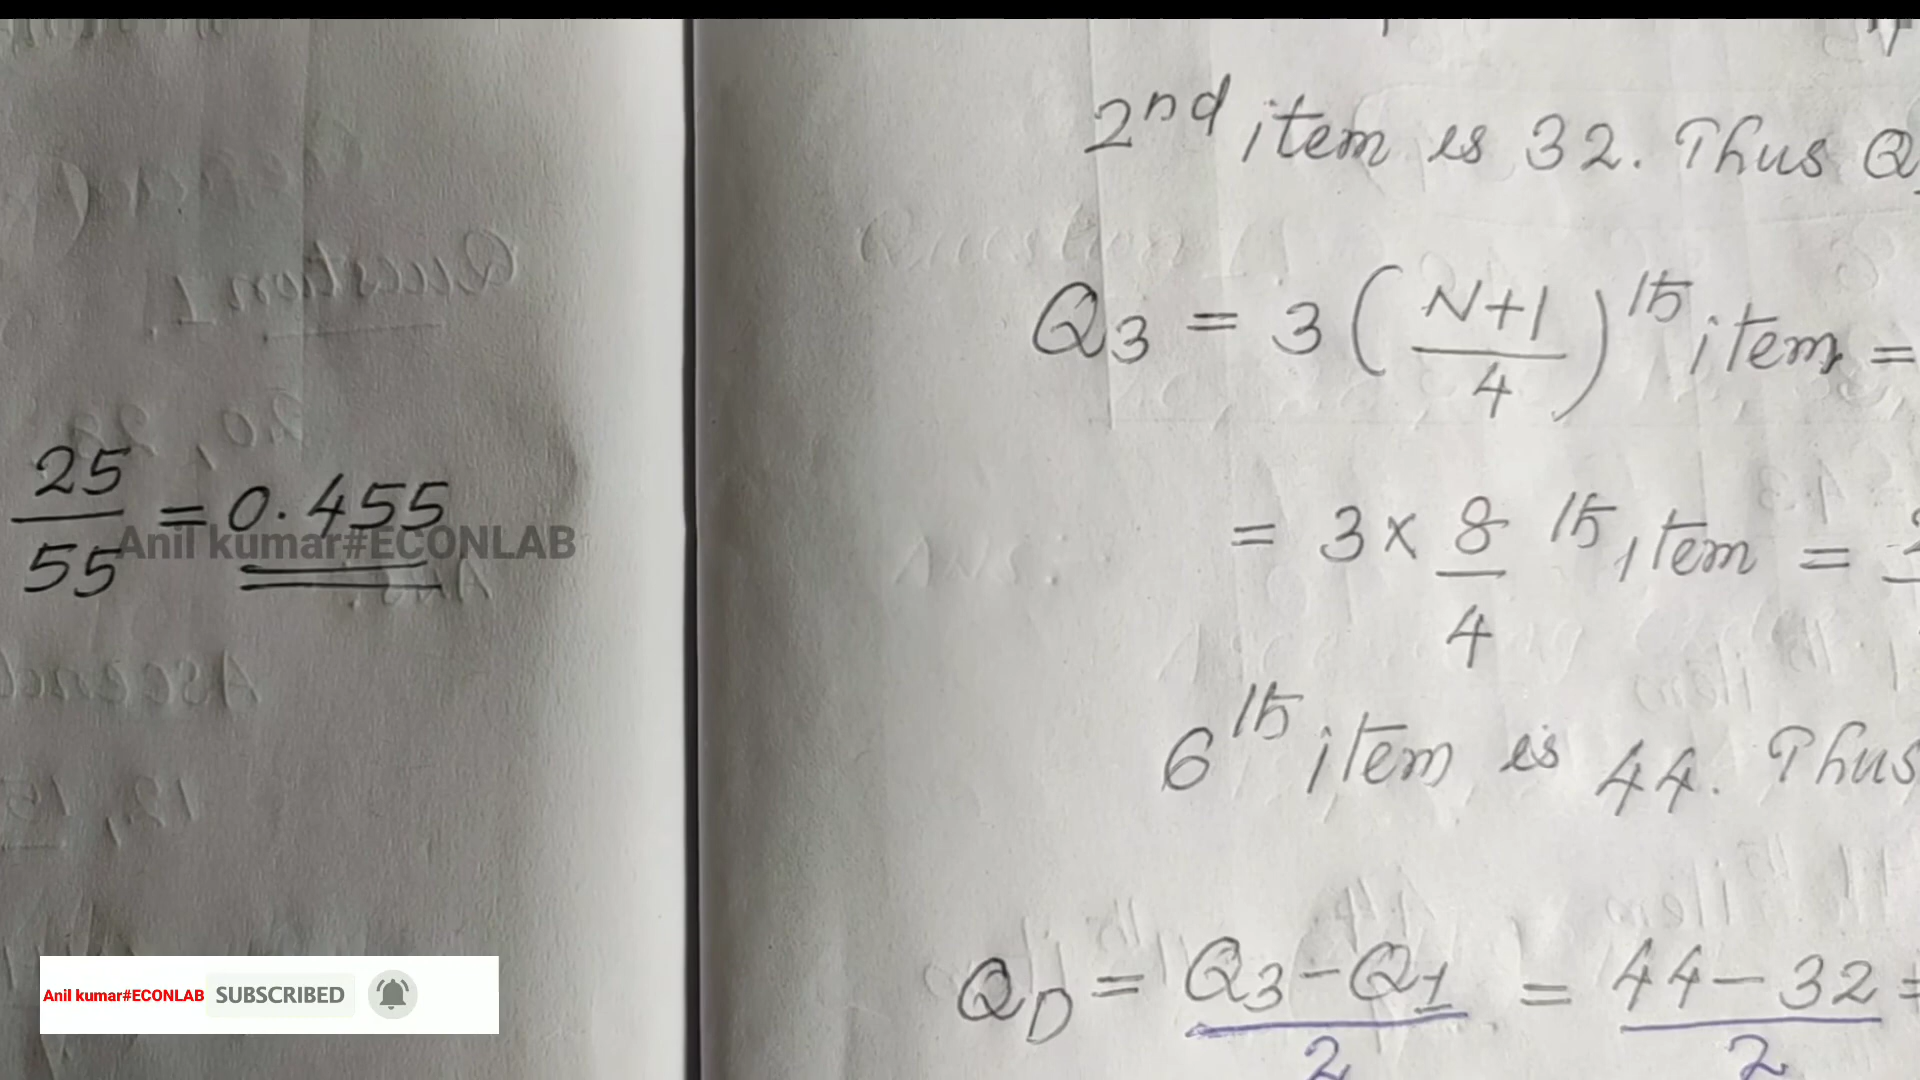 25
55 = 0.455
Anil kumar#ECONLAB
2nd item is 32. Thus Q
Q3 = 3 (N+1
4)th item =
= 3 × 8
4 th item =
6th item is 44. Thus
QD = Q3 - Q1
2 = 44 - 32
2 =
Anil kumar#ECONLAB SUBSCRIBED